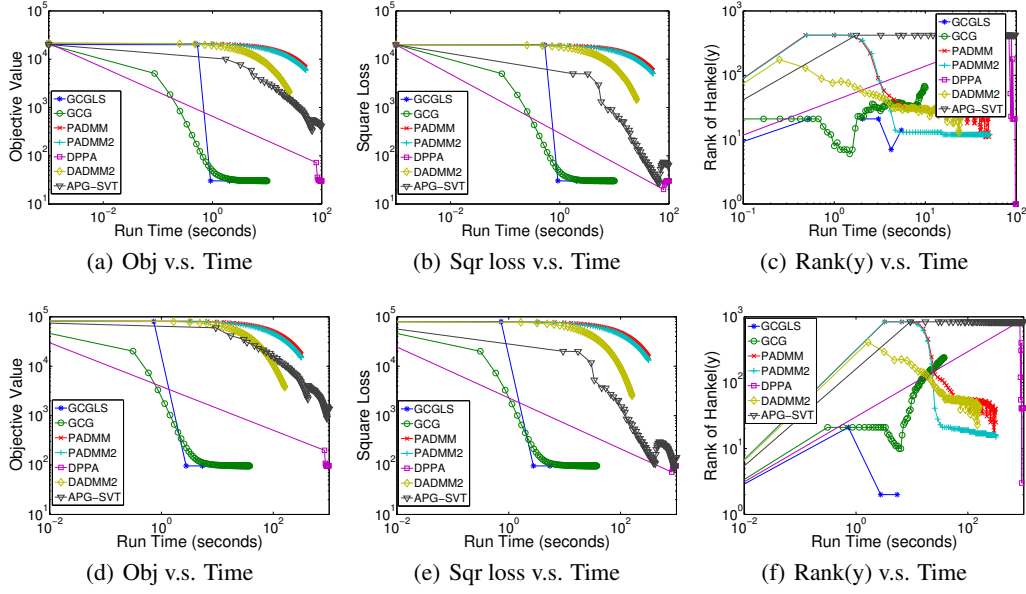 10^5
10^4
10^3
10^2
10^1
Objective Value
GCGLS
GCG
PADMM
PADMM2
DPPA
DADMM2
APG−SVT
10^−2
10^0
10^2
Run Time (seconds)
(a) Obj v.s. Time
10^5
10^4
10^3
10^2
10^1
Square Loss
GCGLS
GCG
PADMM
PADMM2
DPPA
DADMM2
APG−SVT
10^−2
10^0
10^2
Run Time (seconds)
(b) Sqr loss v.s. Time
10^3
10^2
10^1
10^0
Rank of Hankel(y)
GCGLS
GCG
PADMM
PADMM2
DPPA
DADMM2
APG−SVT
10^−1
10^0
10^1
10^2
Run Time (seconds)
(c) Rank(y) v.s. Time
10^5
10^4
10^3
10^2
10^1
Objective Value
GCGLS
GCG
PADMM
PADMM2
DPPA
DADMM2
APG−SVT
10^−2
10^0
10^2
Run Time (seconds)
(d) Obj v.s. Time
10^5
10^4
10^3
10^2
10^1
Square Loss
GCGLS
GCG
PADMM
PADMM2
DPPA
DADMM2
APG−SVT
10^−2
10^0
10^2
Run Time (seconds)
(e) Sqr loss v.s. Time
10^3
10^2
10^1
10^0
Rank of Hankel(y)
GCGLS
GCG
PADMM
PADMM2
DPPA
DADMM2
APG−SVT
10^−2
10^0
10^2
Run Time (seconds)
(f) Rank(y) v.s. Time